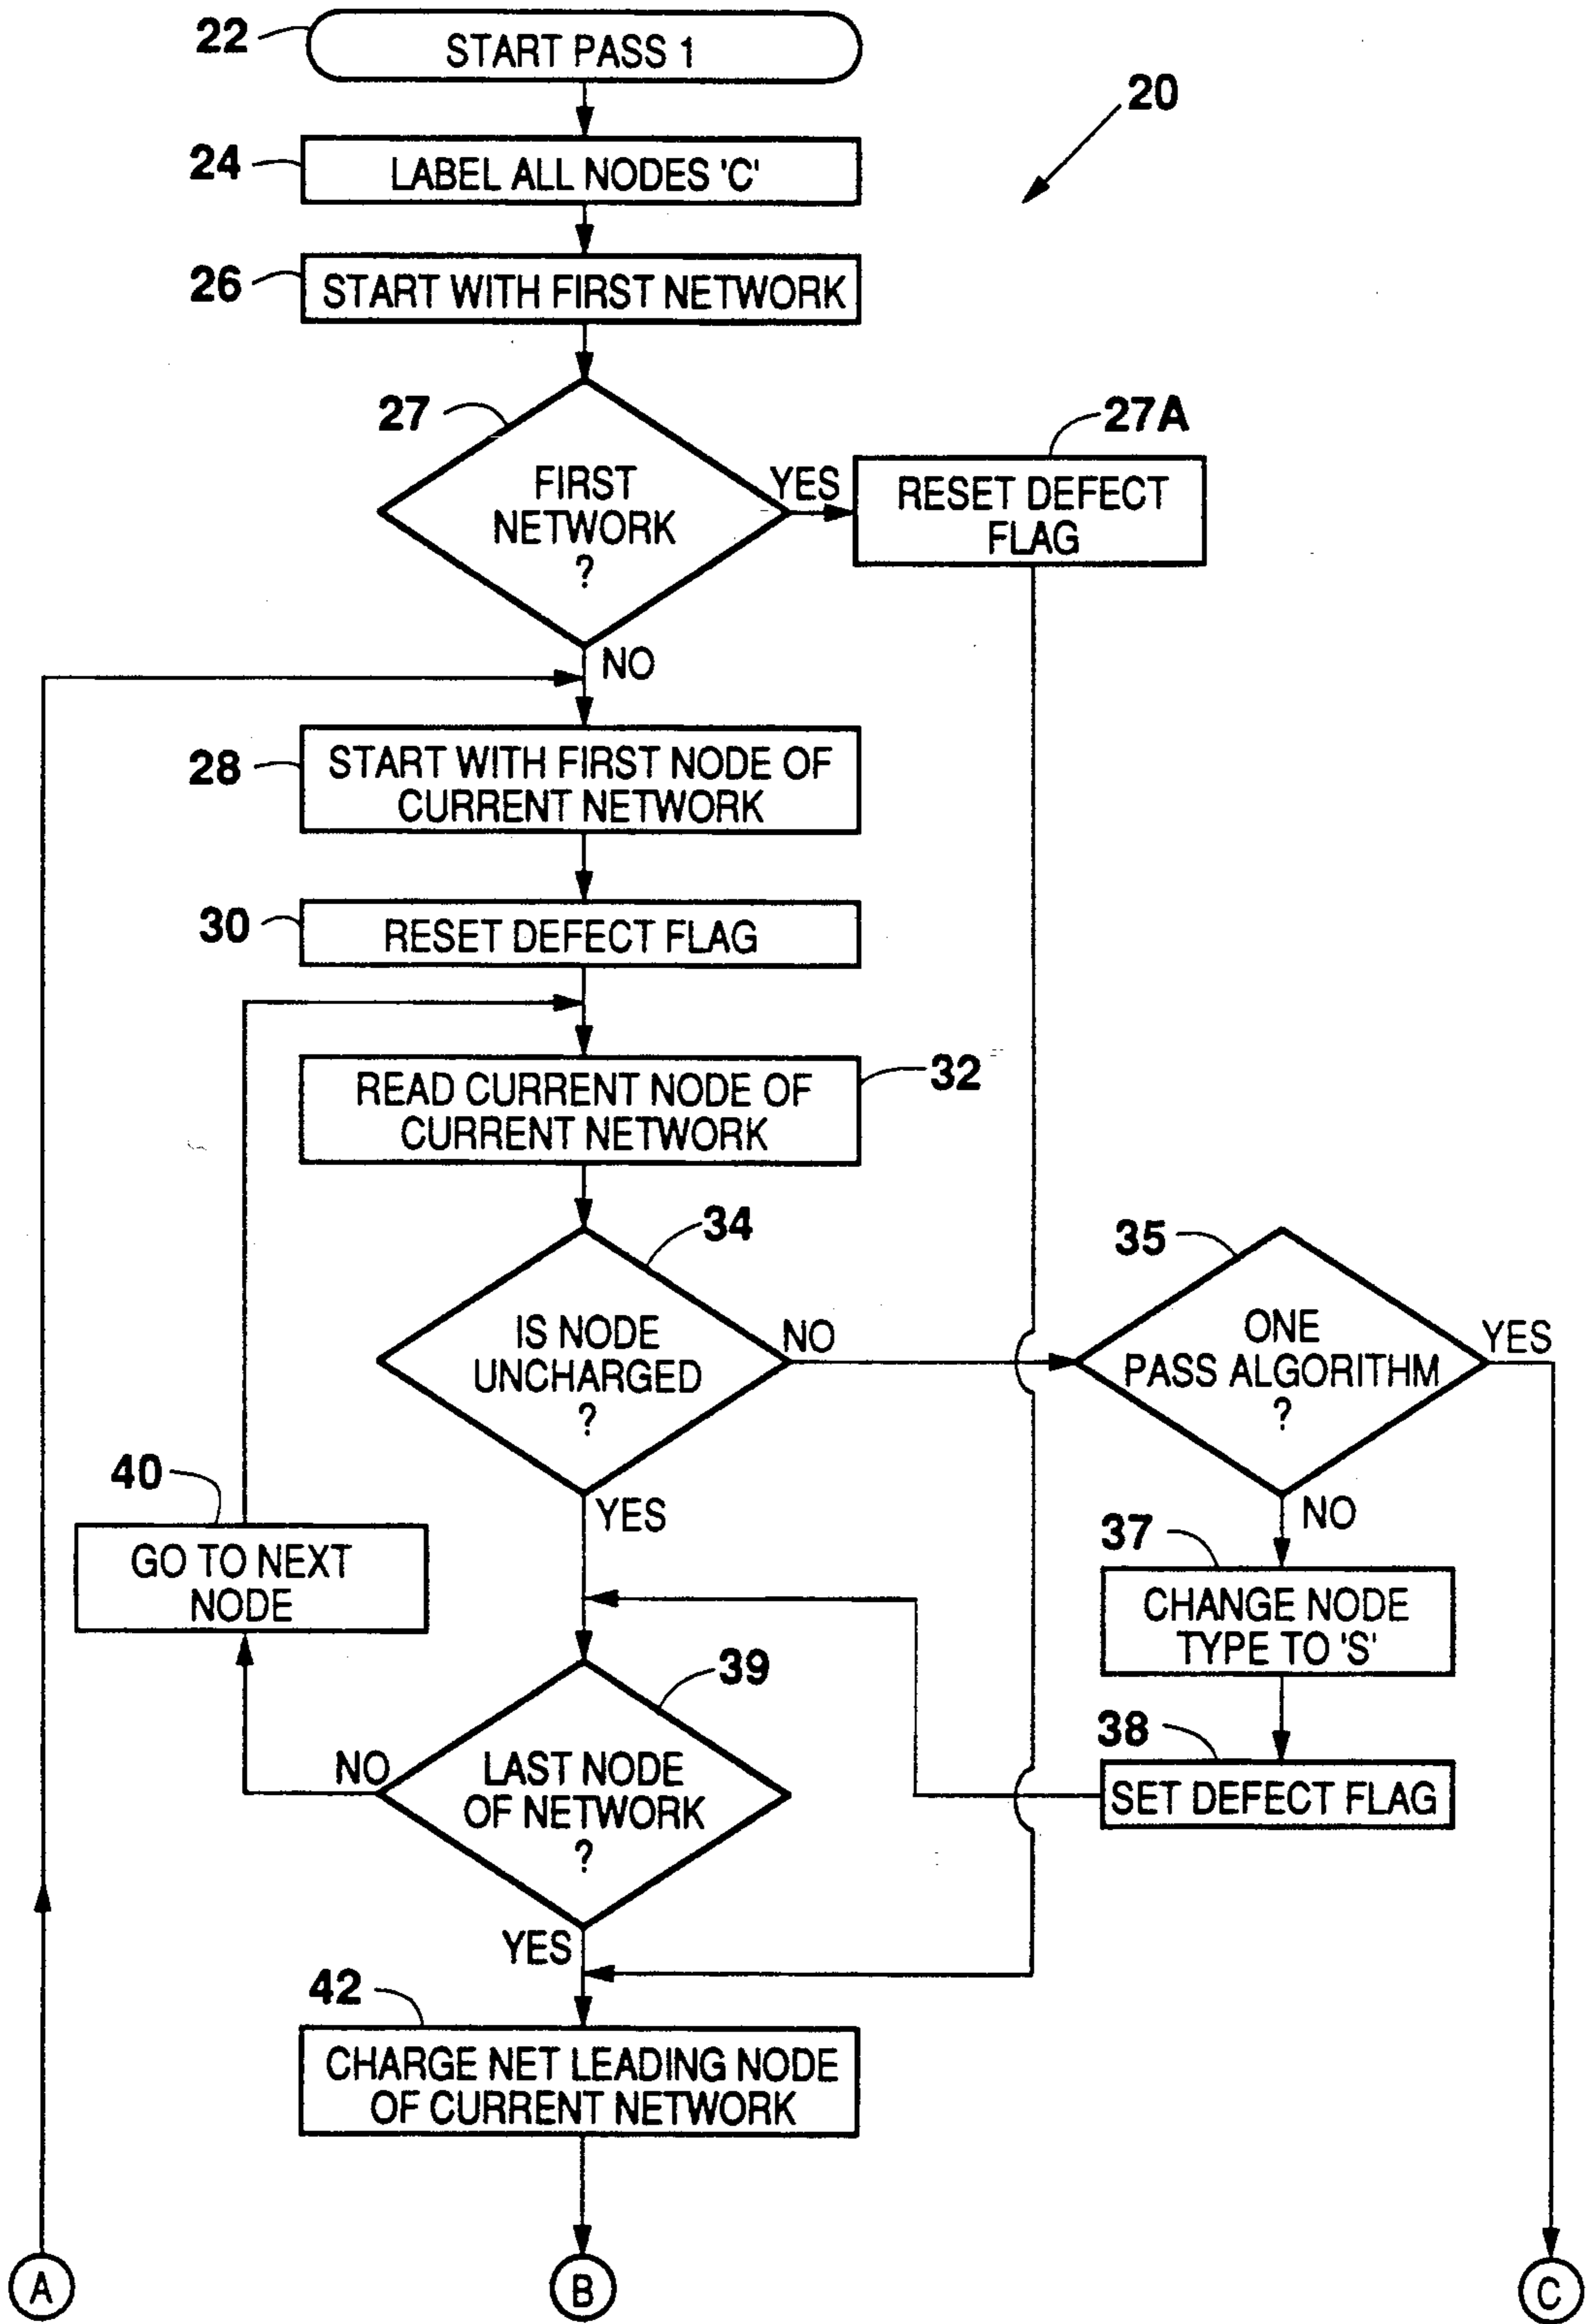 22
START PASS 1
20
24
LABEL ALL NODES 'C'
26
START WITH FIRST NETWORK
27
FIRST
NETWORK
?
YES
27A
RESET DEFECT
FLAG
NO
28
START WITH FIRST NODE OF
CURRENT NETWORK
30
RESET DEFECT FLAG
READ CURRENT NODE OF
CURRENT NETWORK
32
34
IS NODE
UNCHARGED
?
NO
35
ONE
PASS ALGORITHM
?
YES
YES
NO
40
GO TO NEXT
NODE
37
CHANGE NODE
TYPE TO 'S'
38
SET DEFECT FLAG
39
LAST NODE
OF NETWORK
?
NO
YES
42
CHARGE NET LEADING NODE
OF CURRENT NETWORK
A
B
C